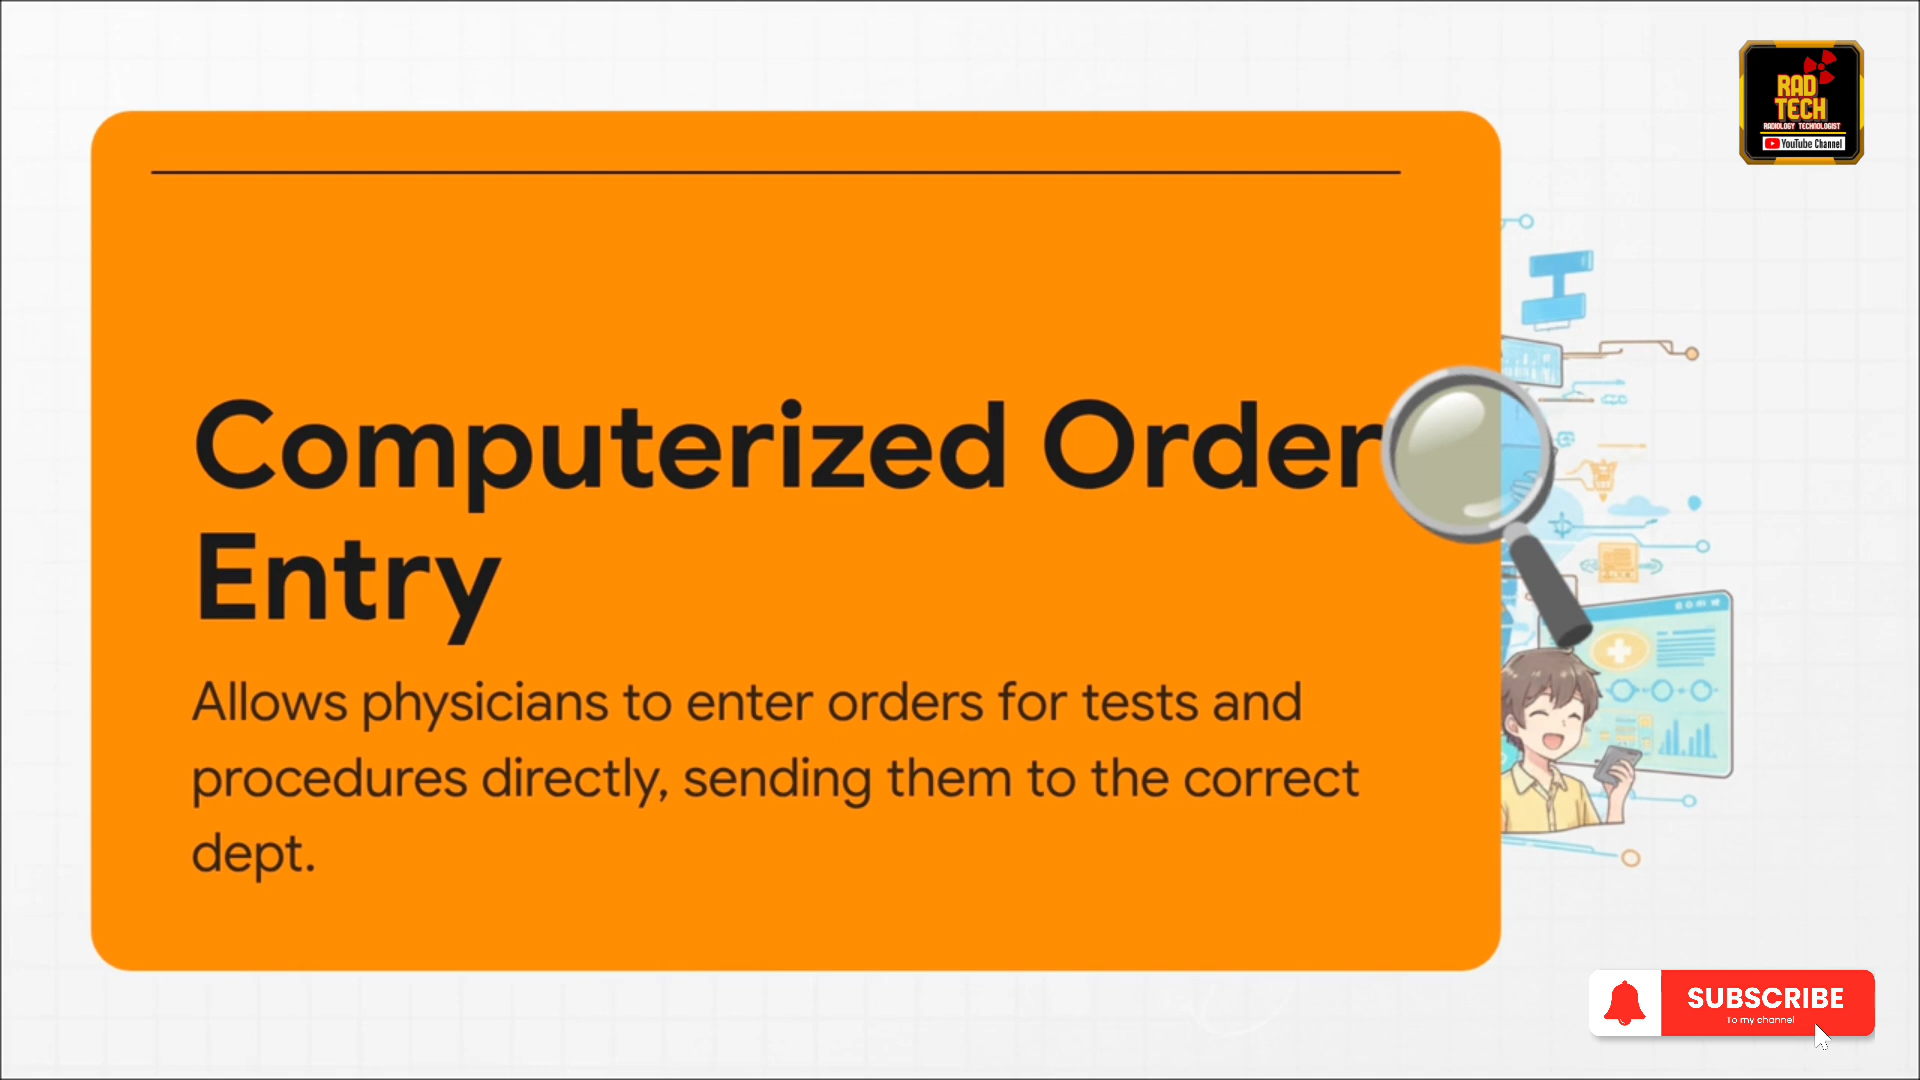 RAD
TECH
RADIOLOGY TECHNOLOGIST
YouTube Channel
Computerized Order
Entry
Allows physicians to enter orders for tests and
procedures directly, sending them to the correct
dept.
SUBSCRIBE
To my channel